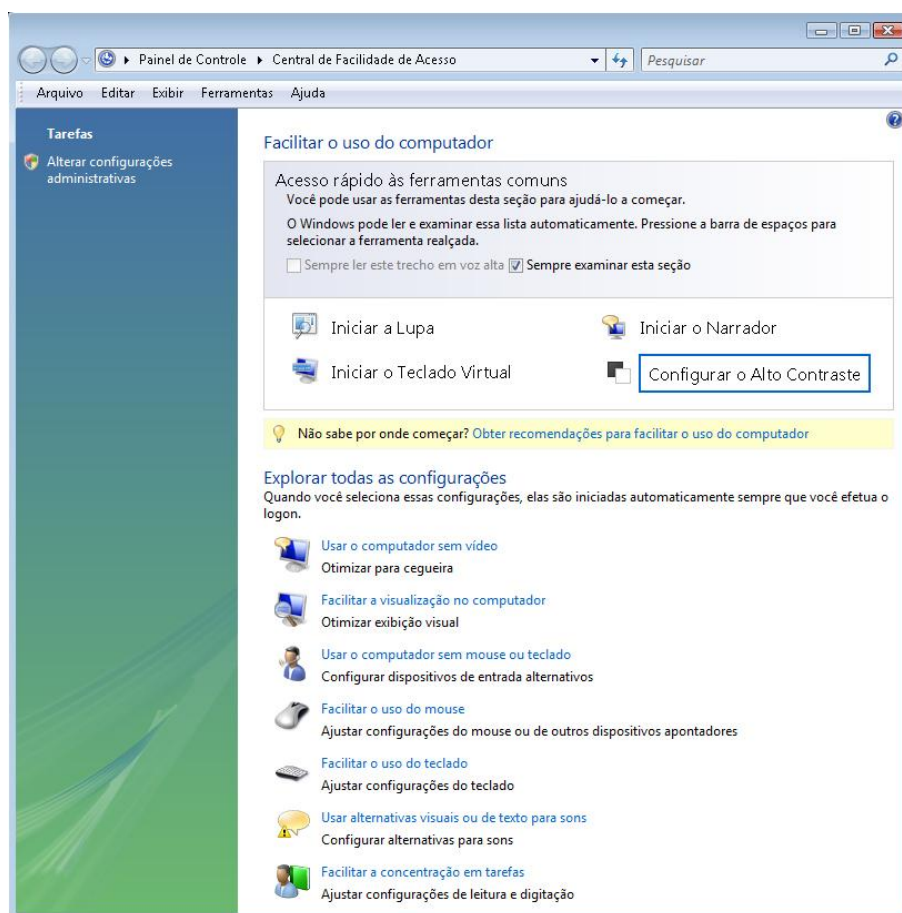 Painel de Controle
Central de Facilidade de Acesso
Pesquisar
Arquivo Editar Exibir Ferramentas Ajuda
Tarefas
Alterar configurações
administrativas
Facilitar o uso do computador
Acesso rápido às ferramentas comuns
Você pode usar as ferramentas desta seção para ajudá-lo a começar.
O Windows pode ler e examinar essa lista automaticamente. Pressione a barra de espaços para
selecionar a ferramenta realçada.
Sempre ler este trecho em voz alta Sempre examinar esta seção
Iniciar a Lupa
Iniciar o Narrador
Iniciar o Teclado Virtual
Configurar o Alto Contraste
Não sabe por onde começar? Obter recomendações para facilitar o uso do computador
Explorar todas as configurações
Quando você seleciona essas configurações, elas são iniciadas automaticamente sempre que você efetua o
logon.
Usar o computador sem vídeo
Otimizar para cegueira
Facilitar a visualização no computador
Otimizar exibição visual
Usar o computador sem mouse ou teclado
Configurar dispositivos de entrada alternativos
Facilitar o uso do mouse
Ajustar configurações do mouse ou de outros dispositivos apontadores
Facilitar o uso do teclado
Ajustar configurações do teclado
Usar alternativas visuais ou de texto para sons
Configurar alternativas para sons
Facilitar a concentração em tarefas
Ajustar configurações de leitura e digitação